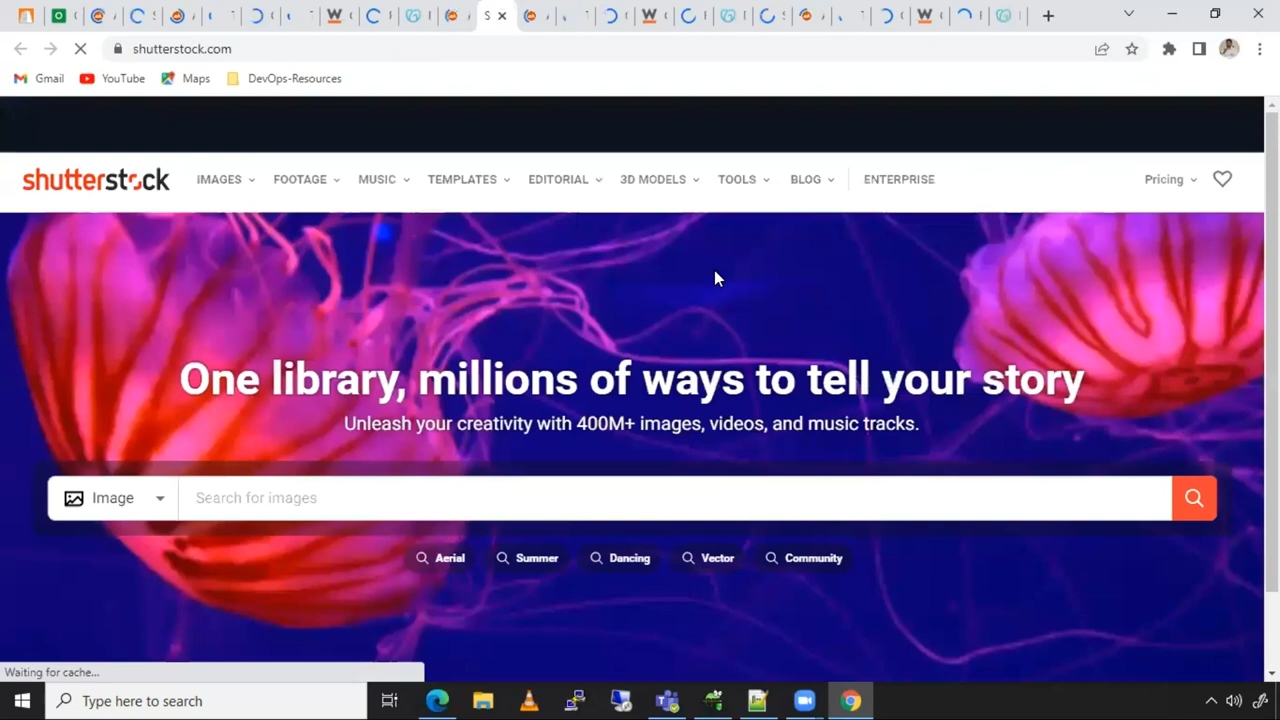 S
shutterstock.com
Gmail
YouTube
Maps
DevOps-Resources
shutterstock
IMAGES
FOOTAGE
MUSIC
TEMPLATES
EDITORIAL
3D MODELS
TOOLS
BLOG
ENTERPRISE
Pricing
One library, millions of ways to tell your story
Unleash your creativity with 400M+ images, videos, and music tracks.
Image
Search for images
Aerial
Summer
Dancing
Vector
Community
Waiting for cache...
Type here to search